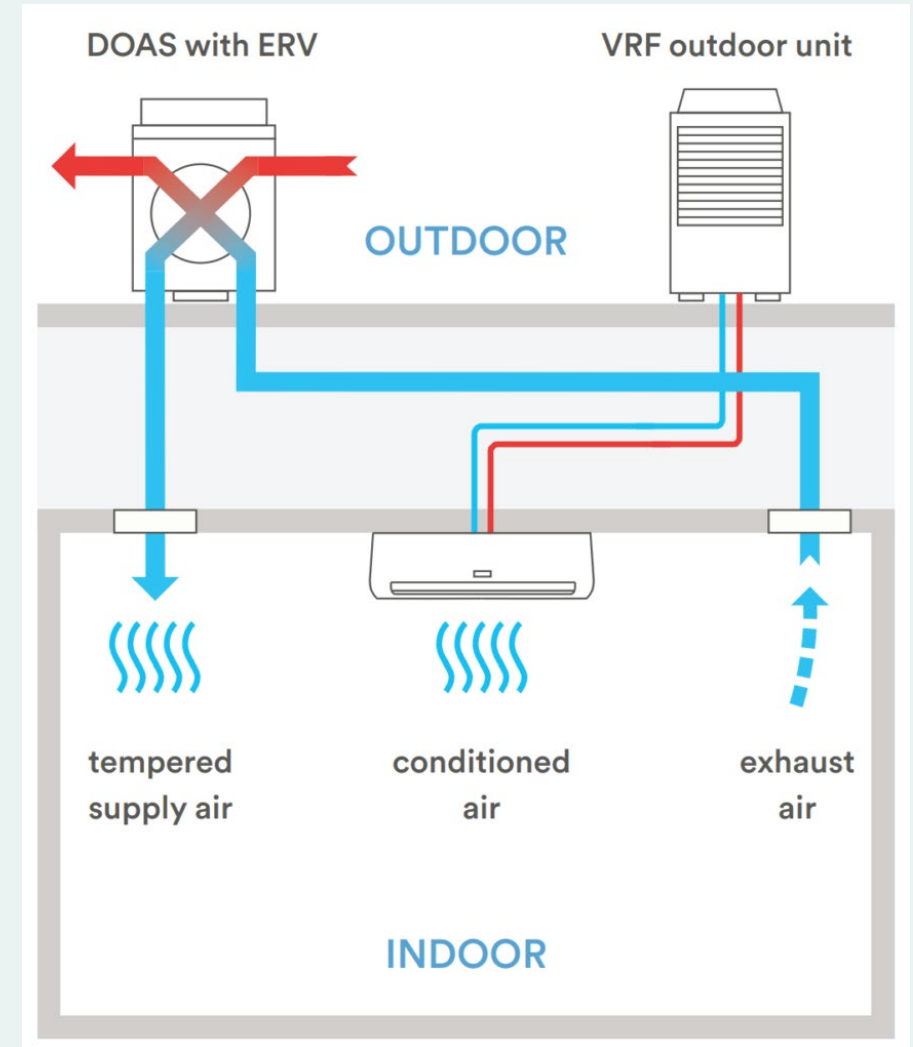 DOAS with ERV
VRF outdoor unit
OUTDOOR
tempered
supply air
conditioned
air
exhaust
air
INDOOR